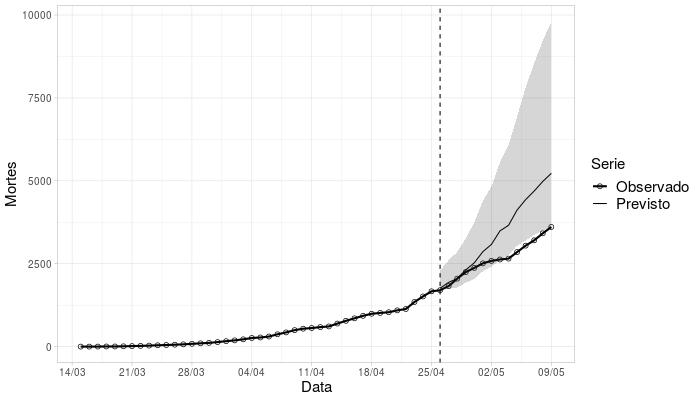 10000
7500
5000
2500
0
Mortes
14/03 21/03 28/03 04/04 11/04 18/04 25/04 02/05 09/05
Data
Serie
Observado
Previsto